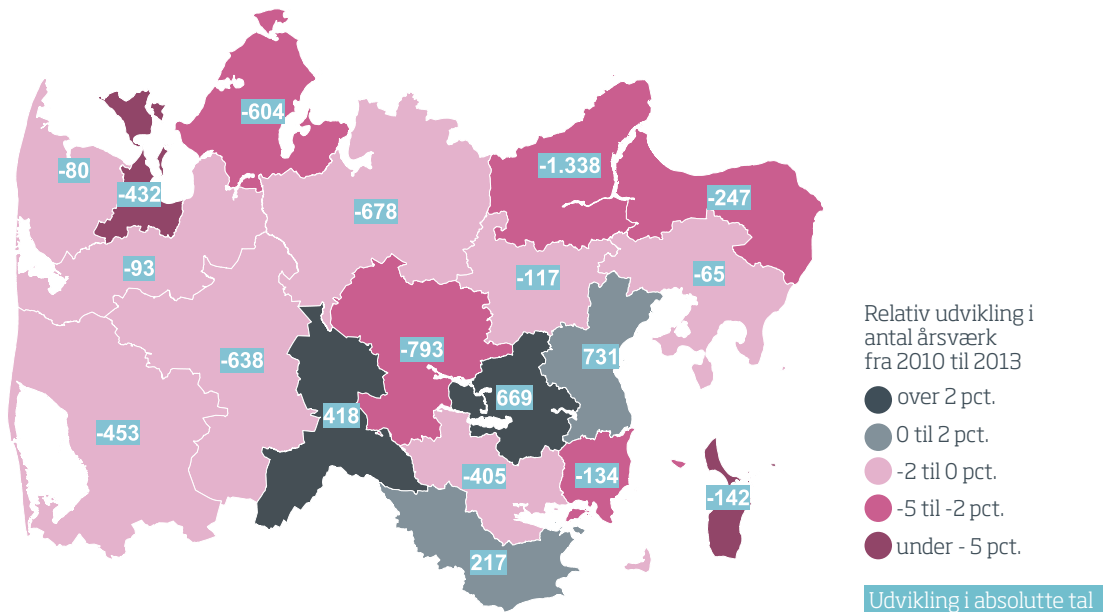 -604
-80
-1.338
-432
-247
-678
-93
-117
-65
-638
-793
731
669
418
-453
-405
-134
-142
217
Relativ udvikling i
antal årsværk
fra 2010 til 2013
over 2 pct.
0 til 2 pct.
-2 til 0 pct.
-5 til -2 pct.
under - 5 pct.
Udvikling i absolutte tal